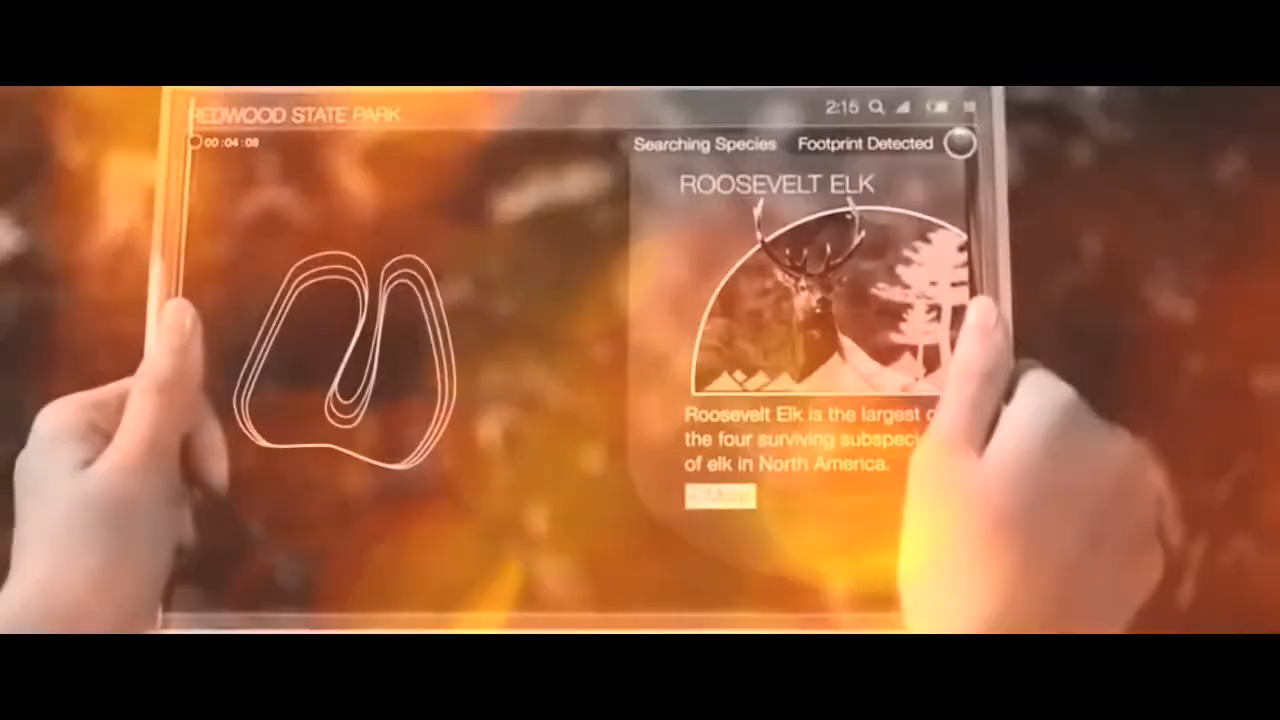 REDWOOD STATE PARK
2:15
00:04:08
Searching Species
Footprint Detected
ROOSEVELT ELK
Roosevelt Elk is the largest
the four surviving
of elk in North America.